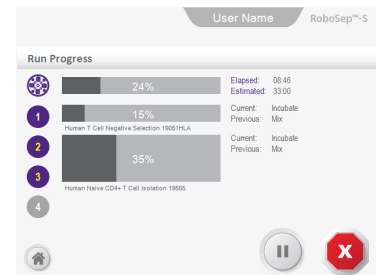 User Name
RoboSep™-S
Run Progress
24%
Elapsed: 08:46
Estimated: 33:00
1
15%
Human T Cell Negative Selection 19051HLA
Current: Incubate
Previous: Mix
2
3
35%
Human Naive CD4+ T Cell Isolation 19555
Current: Incubate
Previous: Mix
4
X